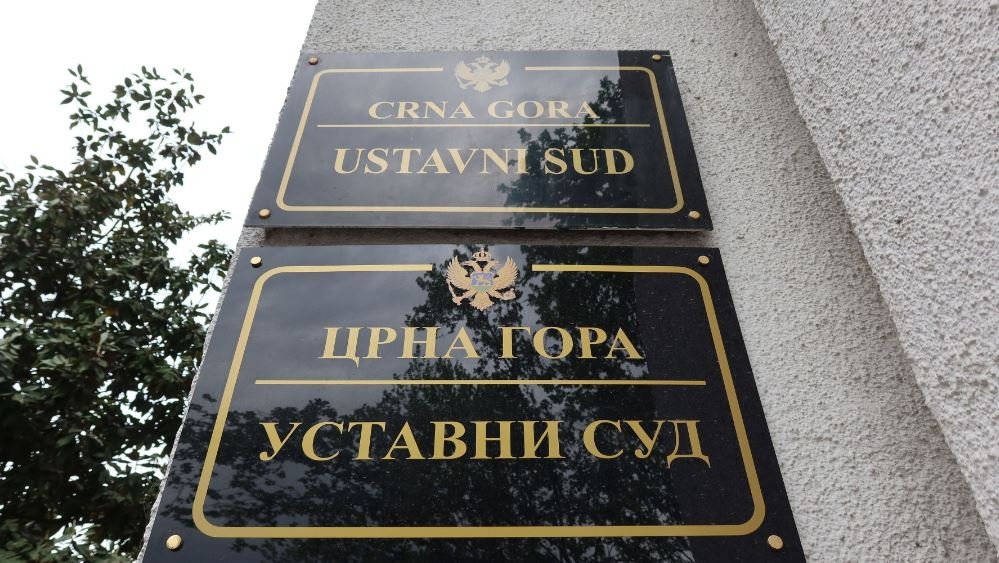 CRNA GORA
USTAVNI SUD
ЦРНА ГОРА
УСТАВНИ СУД